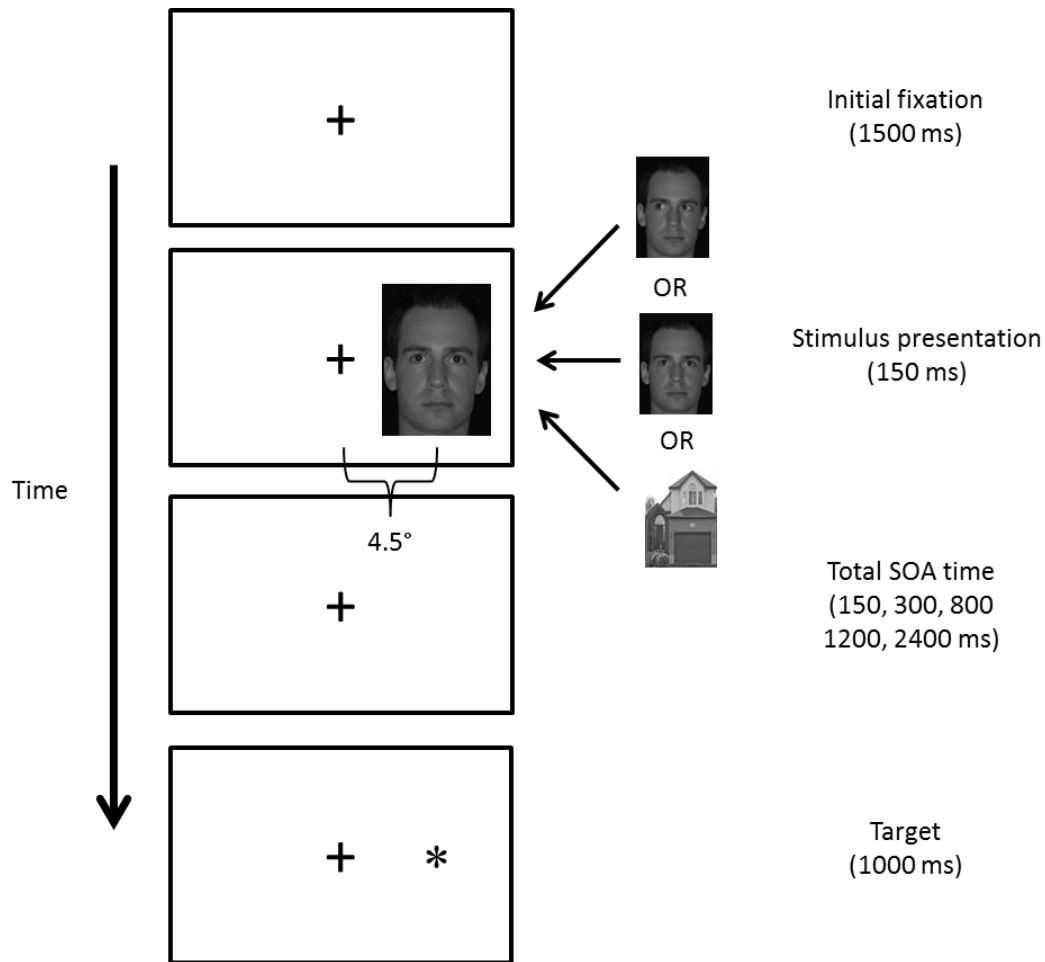 Initial fixation
(1500 ms)
OR
Stimulus presentation
(150 ms)
OR
Time
4.5°
Total SOA time
(150, 300, 800
1200, 2400 ms)
*
Target
(1000 ms)